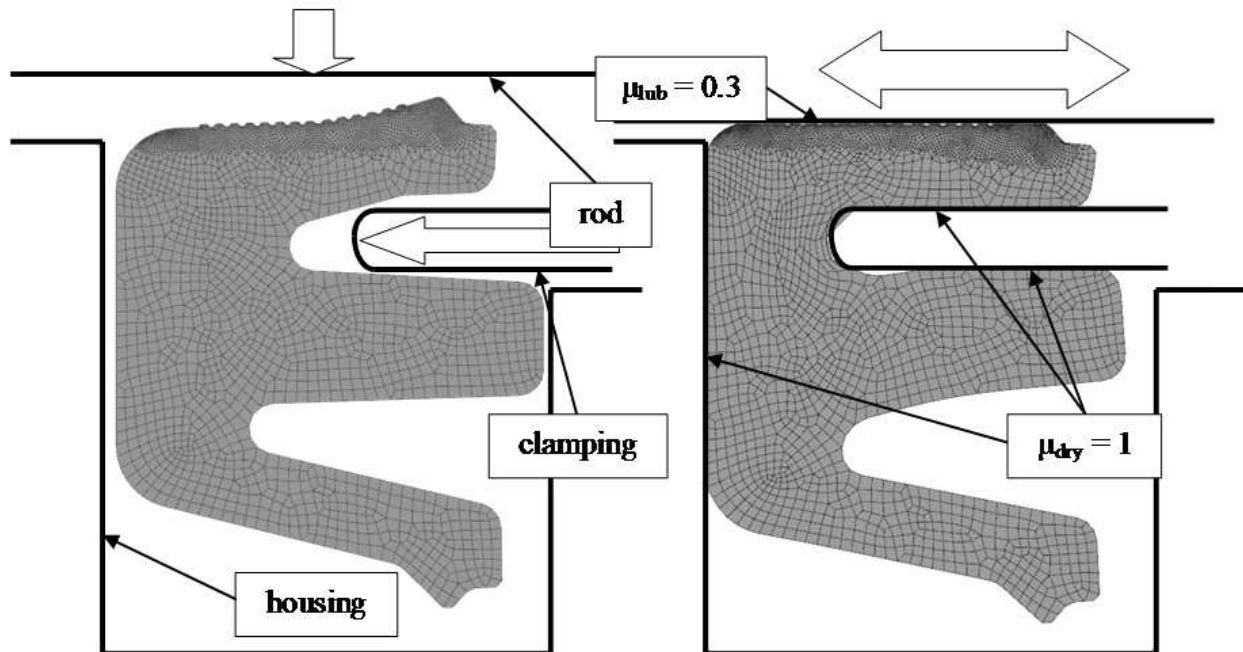 μlub = 0.3
rod
clamping
μdry = 1
housing